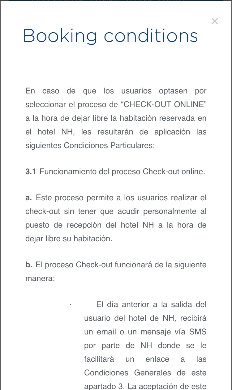 ×
Booking conditions
En caso de que los usuarios optasen por
seleccionar el proceso de "CHECK-OUT ONLINE"
a la hora de dejar libre la habitación reservada en
el hotel NH, les resultarán de aplicación las
siguientes Condiciones Particulares:
3.1 Funcionamiento del proceso Check-out online.
a. Este proceso permite a los usuarios realizar el
check-out sin tener que acudir personalmente al
puesto de recepción del hotel NH a la hora de
dejar libre su habitación.
b. El proceso Check-out funcionará de la siguiente
manera:
· El día anterior a la salida del
usuario del hotel de NH, recibirá
un email o un mensaje vía SMS
por parte de NH donde se le
facilitará un enlace a las
Condiciones Generales de este
apartado 3. La aceptación de este